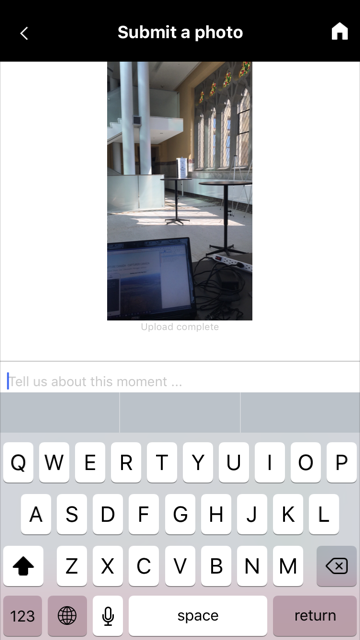 Submit a photo
Upload complete
Tell us about this moment ...
Q W E R T Y U I O P
A S D F G H J K L
Z X C V B N M
123 space return